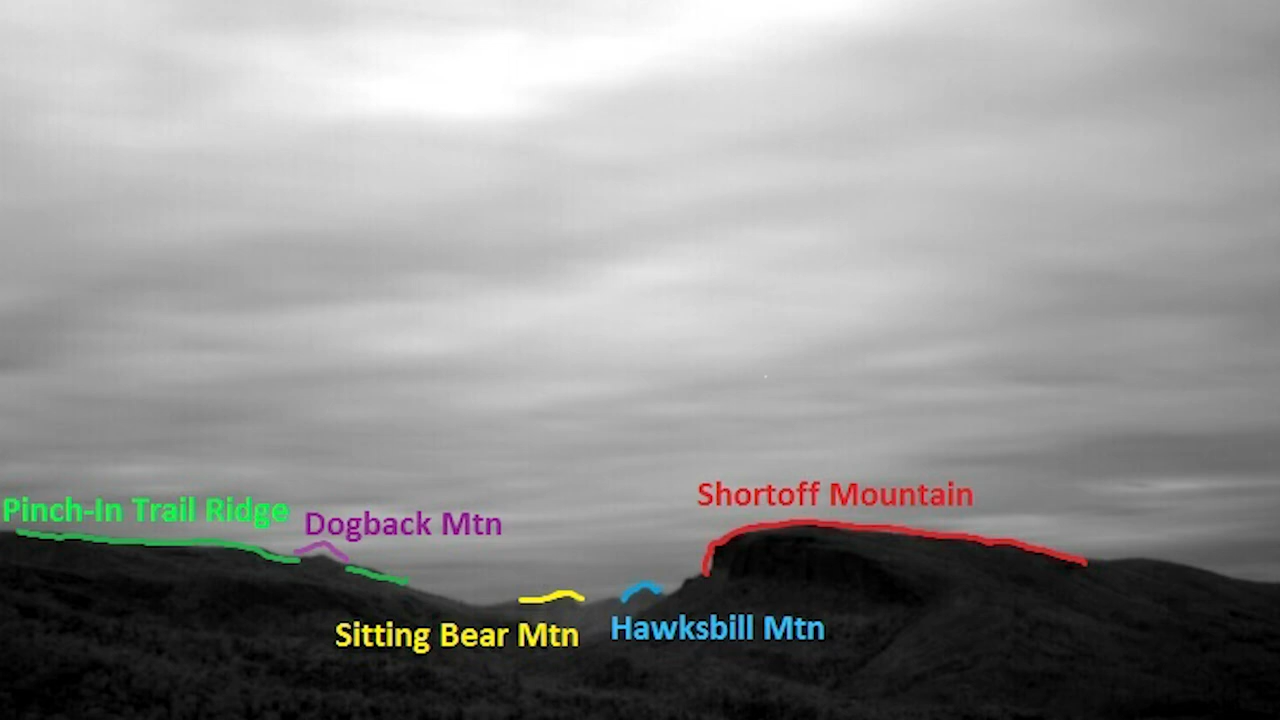 Shortoff Mountain
Pinch-In Trail Ridge
Dogback Mtn
Sitting Bear Mtn
Hawksbill Mtn